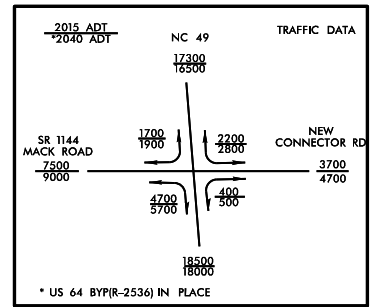 2015 ADT
*2040 ADT
TRAFFIC DATA
NC 49
17300
16500
1700
1900
2200
2800
SR 1144
MACK ROAD
7500
9000
NEW
CONNECTOR RD
3700
4700
4700
5700
400
500
18500
18000
* US 64 BYP(R-2536) IN PLACE